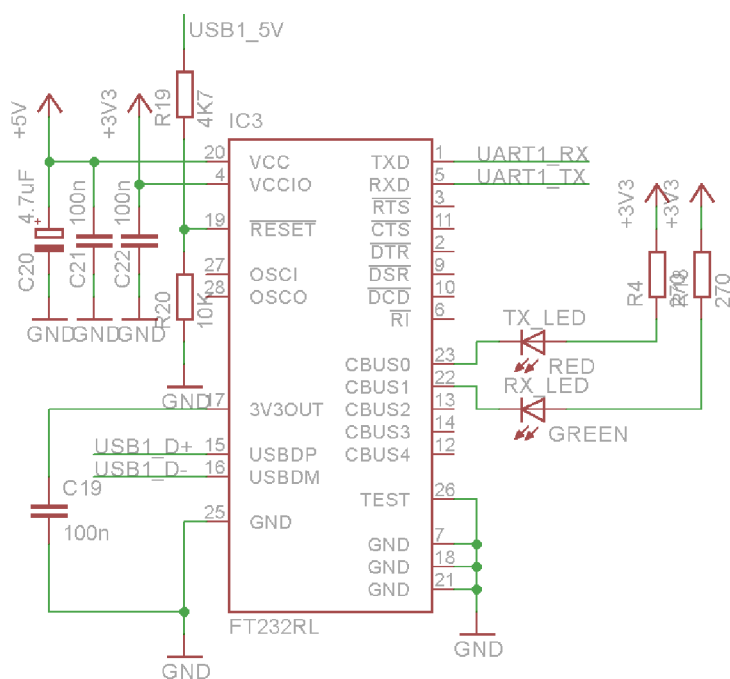 USB1_5V
+5V
+3V3
R19
4K7
IC3
20
VCC
TXD
1
UART1_RX
4
VCCIO
RXD
5
UART1_TX
RTS
3
4.7uF
100n
100n
C20
C21
C22
19
RESET
CTS
11
DTR
2
+3V3
+3V3
27
OSCI
DSR
9
28
OSCO
DCD
10
RI
6
R20
10K
R4
270
R18
270
GND
GND
GND
TX_LED
RED
CBUS0
23
CBUS1
22
RX_LED
GREEN
GND
17
3V3OUT
CBUS2
13
CBUS3
14
USB1_D+
15
USBDP
CBUS4
12
USB1_D-
16
USBDM
C19
100n
TEST
26
25
GND
GND
7
GND
18
GND
21
FT232RL
GND
GND